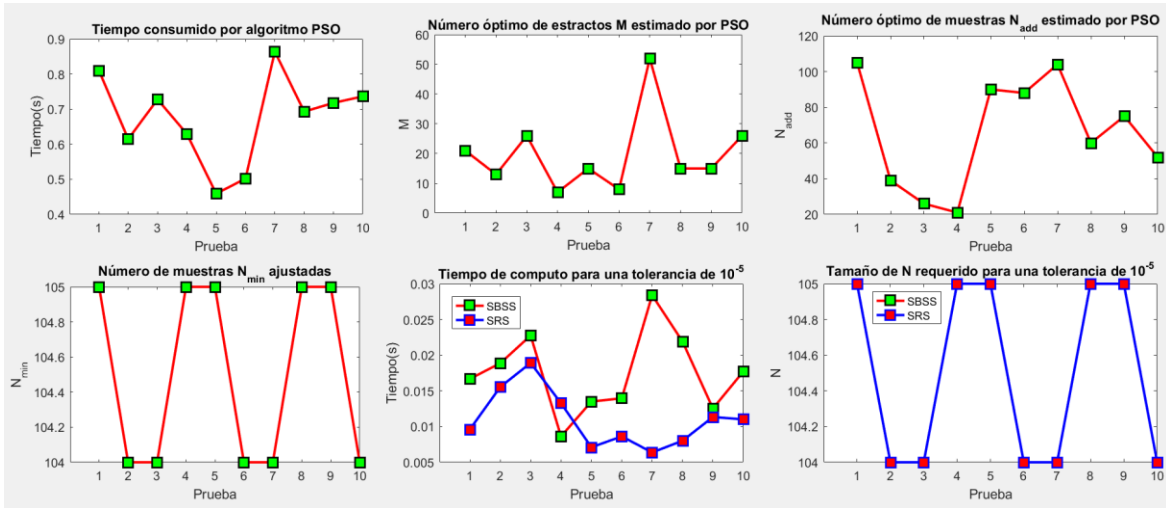 Tiempo consumido por algoritmo PSO
0.9
0.8
0.7
0.6
0.5
0.4
Tiempo(s)
1 2 3 4 5 6 7 8 9 10
Prueba
Número óptimo de estractos M estimado por PSO
60
50
40
30
20
10
0
M
1 2 3 4 5 6 7 8 9 10
Prueba
Número óptimo de muestras N_add estimado por PSO
120
100
80
60
40
20
N_add
1 2 3 4 5 6 7 8 9 10
Prueba
Número de muestras N_min ajustadas
105
104.8
104.6
104.4
104.2
104
N_min
1 2 3 4 5 6 7 8 9 10
Prueba
Tiempo de computo para una tolerancia de 10^-5
0.03
0.025
0.02
0.015
0.01
0.005
Tiempo(s)
SBSS
SRS
1 2 3 4 5 6 7 8 9 10
Prueba
Tamaño de N requerido para una tolerancia de 10^-5
105
104.8
104.6
104.4
104.2
104
N
SBSS
SRS
1 2 3 4 5 6 7 8 9 10
Prueba